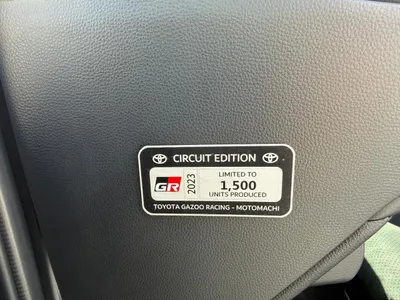 CIRCUIT EDITION
GR
2023
LIMITED TO
1,500
UNITS PRODUCED
TOYOTA GAZOO RACING - MOTOMACHI